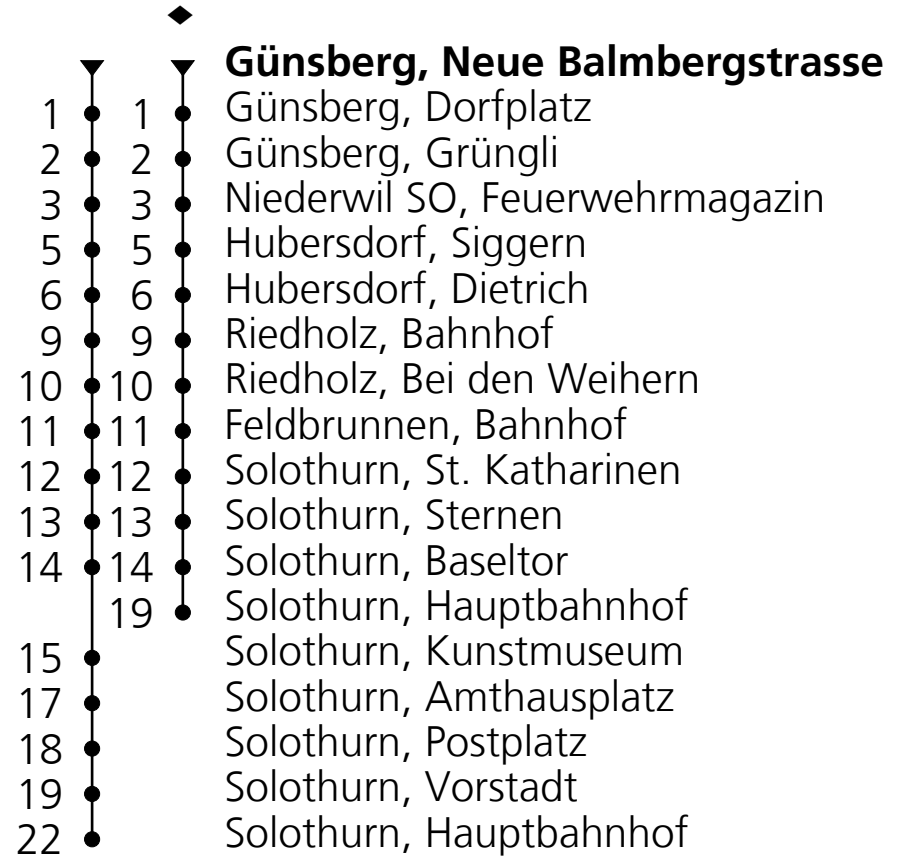 Günsberg, Neue Balmbergstrasse
1 1 Günsberg, Dorfplatz
2 2 Günsberg, Grüngli
3 3 Niederwil SO, Feuerwehrmagazin
5 5 Hubersdorf, Siggern
6 6 Hubersdorf, Dietrich
9 9 Riedholz, Bahnhof
10 10 Riedholz, Bei den Weihern
11 11 Feldbrunnen, Bahnhof
12 12 Solothurn, St. Katharinen
13 13 Solothurn, Sternen
14 14 Solothurn, Baseltor
19 Solothurn, Hauptbahnhof
15 Solothurn, Kunstmuseum
17 Solothurn, Amthausplatz
18 Solothurn, Postplatz
19 Solothurn, Vorstadt
22 Solothurn, Hauptbahnhof